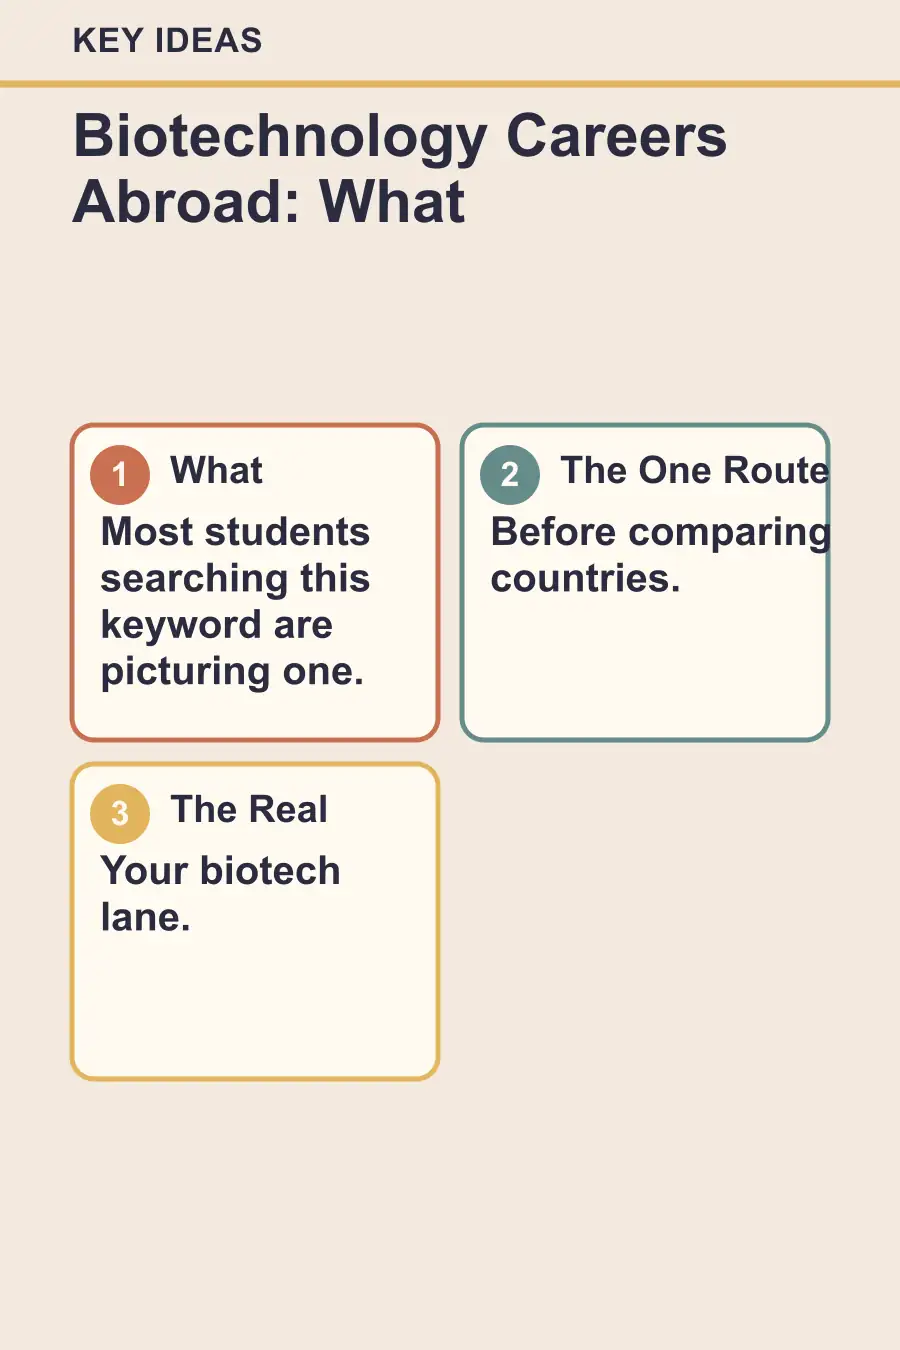 KEY IDEAS
Biotechnology Careers
Abroad: What
1 What
Most students
searching this
keyword are
picturing one.
2 The One Route
Before comparing
countries.
3 The Real
Your biotech
lane.